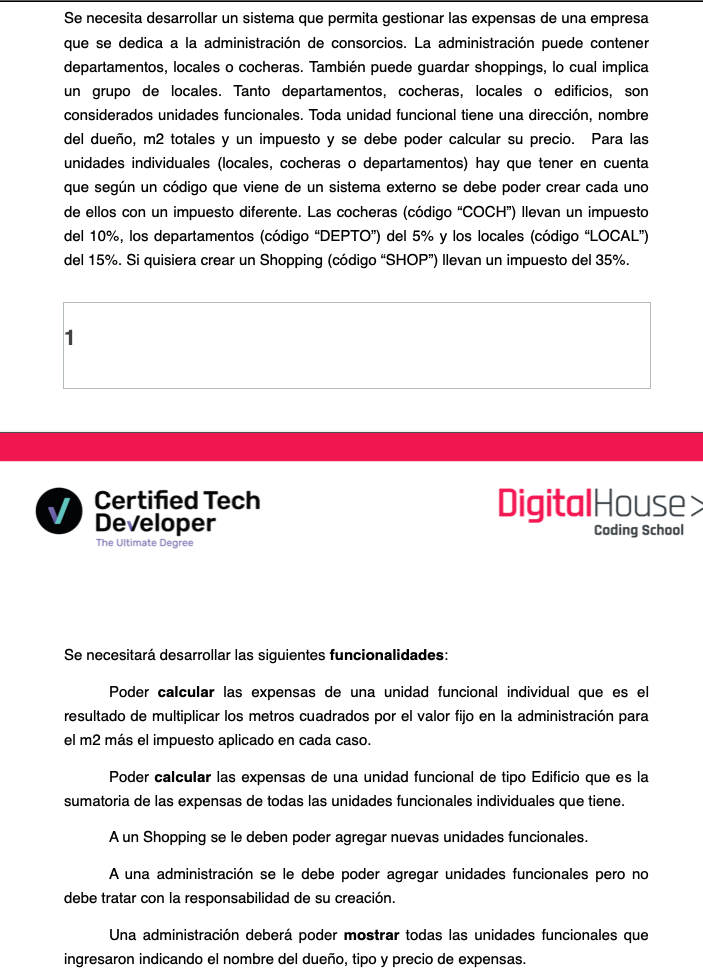 Se necesita desarrollar un sistema que permita gestionar las expensas de una empresa
que se dedica a la administración de consorcios. La administración puede contener
departamentos, locales o cocheras. También puede guardar shoppings, lo cual implica
un grupo de locales. Tanto departamentos, cocheras, locales o edificios, son
considerados unidades funcionales. Toda unidad funcional tiene una dirección, nombre
del dueño, m2 totales y un impuesto y se debe poder calcular su precio. Para las
unidades individuales (locales, cocheras o departamentos) hay que tener en cuenta
que según un código que viene de un sistema externo se debe poder crear cada uno
de ellos con un impuesto diferente. Las cocheras (código “COCH”) llevan un impuesto
del 10%, los departamentos (código “DEPTO”) del 5% y los locales (código “LOCAL”)
del 15%. Si quisiera crear un Shopping (código “SHOP”) llevan un impuesto del 35%.
1
Certified Tech
Developer
The Ultimate Degree
DigitalHouse>
Coding School
Se necesitará desarrollar las siguientes funcionalidades:
Poder calcular las expensas de una unidad funcional individual que es el
resultado de multiplicar los metros cuadrados por el valor fijo en la administración para
el m2 más el impuesto aplicado en cada caso.
Poder calcular las expensas de una unidad funcional de tipo Edificio que es la
sumatoria de las expensas de todas las unidades funcionales individuales que tiene.
A un Shopping se le deben poder agregar nuevas unidades funcionales.
A una administración se le debe poder agregar unidades funcionales pero no
debe tratar con la responsabilidad de su creación.
Una administración deberá poder mostrar todas las unidades funcionales que
ingresaron indicando el nombre del dueño, tipo y precio de expensas.